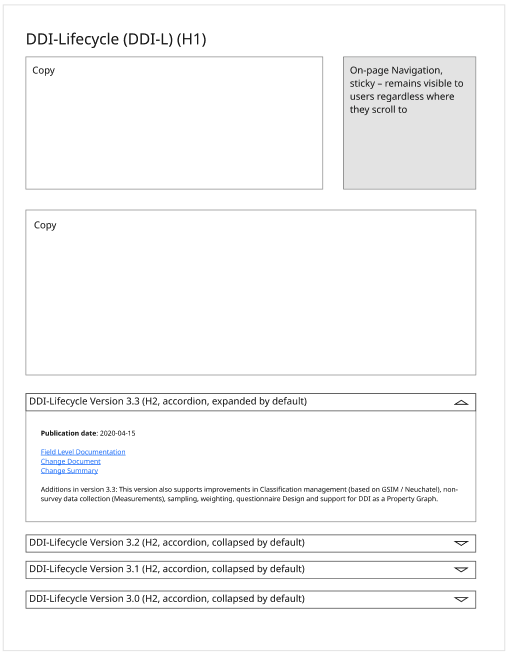 DDI-Lifecycle (DDI-L) (H1)
Copy
On-page Navigation,
sticky – remains visible to
users regardless where
they scroll to
Copy
DDI-Lifecycle Version 3.3 (H2, accordion, expanded by default)
Publication date: 2020-04-15
Field Level Documentation
Change Document
Change Summary
Additions in version 3.3: This version also supports improvements in Classification management (based on GSIM / Neuchatel), non-
survey data collection (Measurements), sampling, weighting, questionnaire Design and support for DDI as a Property Graph.
DDI-Lifecycle Version 3.2 (H2, accordion, collapsed by default)
DDI-Lifecycle Version 3.1 (H2, accordion, collapsed by default)
DDI-Lifecycle Version 3.0 (H2, accordion, collapsed by default)